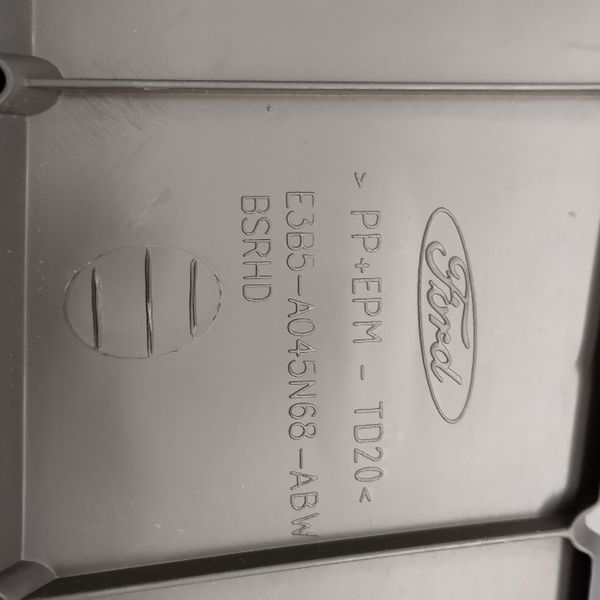 Ford
> PP+EPM - TD20<
E3B5-A045N68-ABW
BSRHD